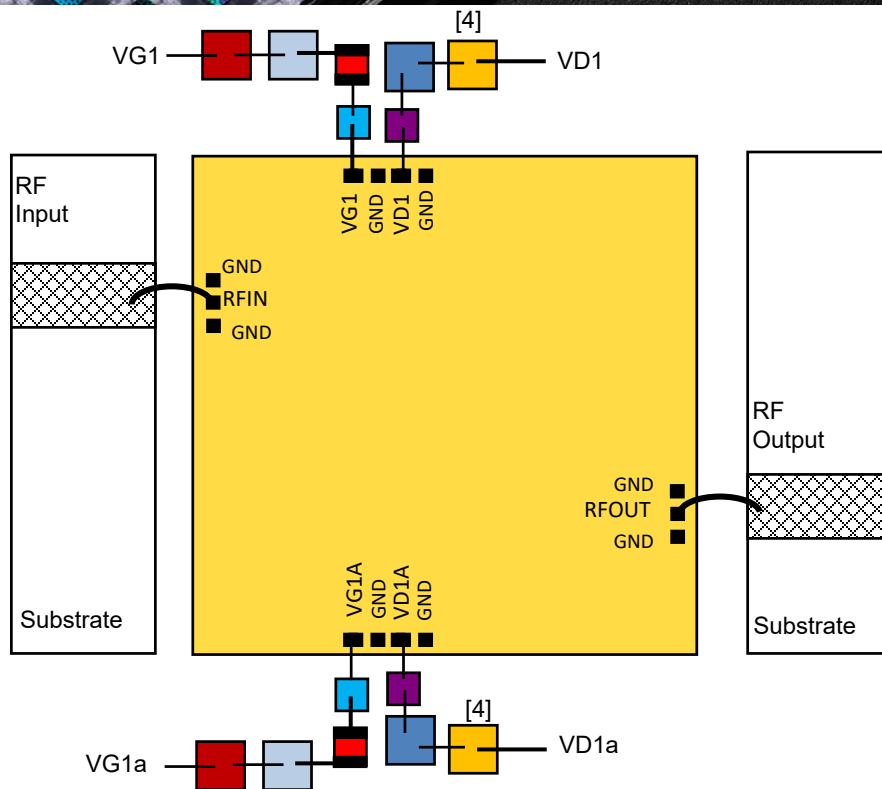 [4]
VG1
VD1
RF
Input
VG1
GND
VD1
GND
GND
RFIN
GND
RF
Output
GND
RFOUT
GND
VG1A
GND
VD1A
GND
Substrate
Substrate
[4]
VG1a
VD1a